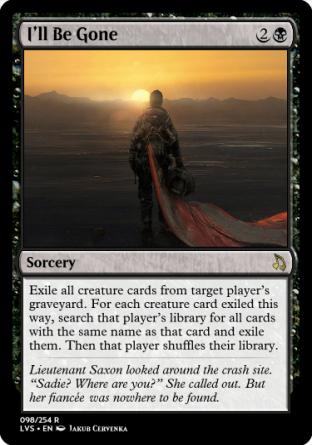 I'll Be Gone 2
Sorcery
Exile all creature cards from target player's
graveyard. For each creature card exiled this
way, search that player's library for all cards
with the same name as that card and exile
them. Then that player shuffles their library.
Lieutenant Saxon looked around the crash site.
“Sadie? Where are you?” She called out. But
her fiancée was nowhere to be found.
098/254 R
LVS • EN JAKUB CERVENKA